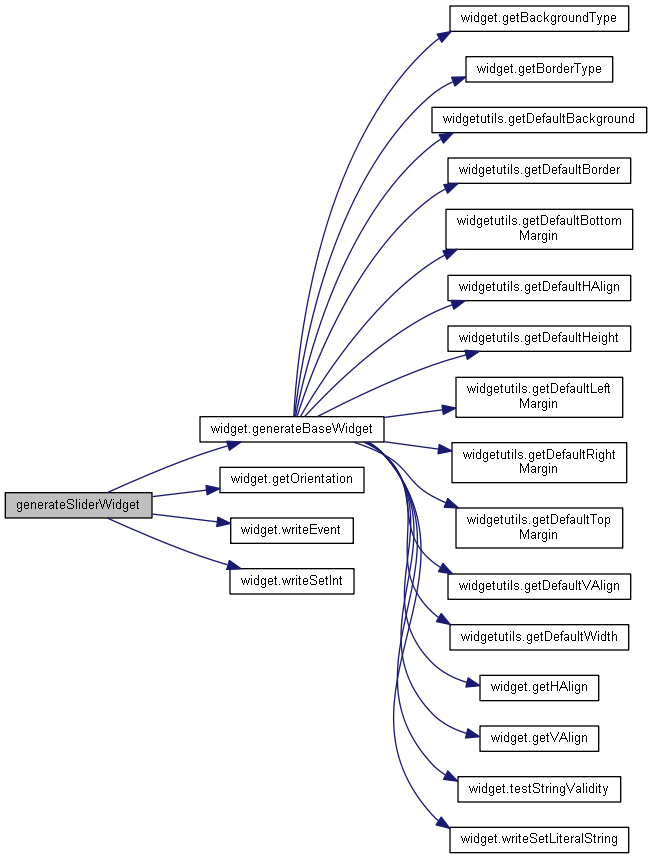 widget.getBackgroundType
widget.getBorderType
widgetutils.getDefaultBackground
widgetutils.getDefaultBorder
widgetutils.getDefaultBottom
Margin
widgetutils.getDefaultHAlign
widgetutils.getDefaultHeight
widgetutils.getDefaultLeft
Margin
widget.generateBaseWidget
widgetutils.getDefaultRight
Margin
widget.getOrientation
generateSliderWidget
widgetutils.getDefaultTop
Margin
widget.writeEvent
widget.writeSetInt
widgetutils.getDefaultVAlign
widgetutils.getDefaultWidth
widget.getHAlign
widget.getVAlign
widget.testStringValidity
widget.writeSetLiteralString